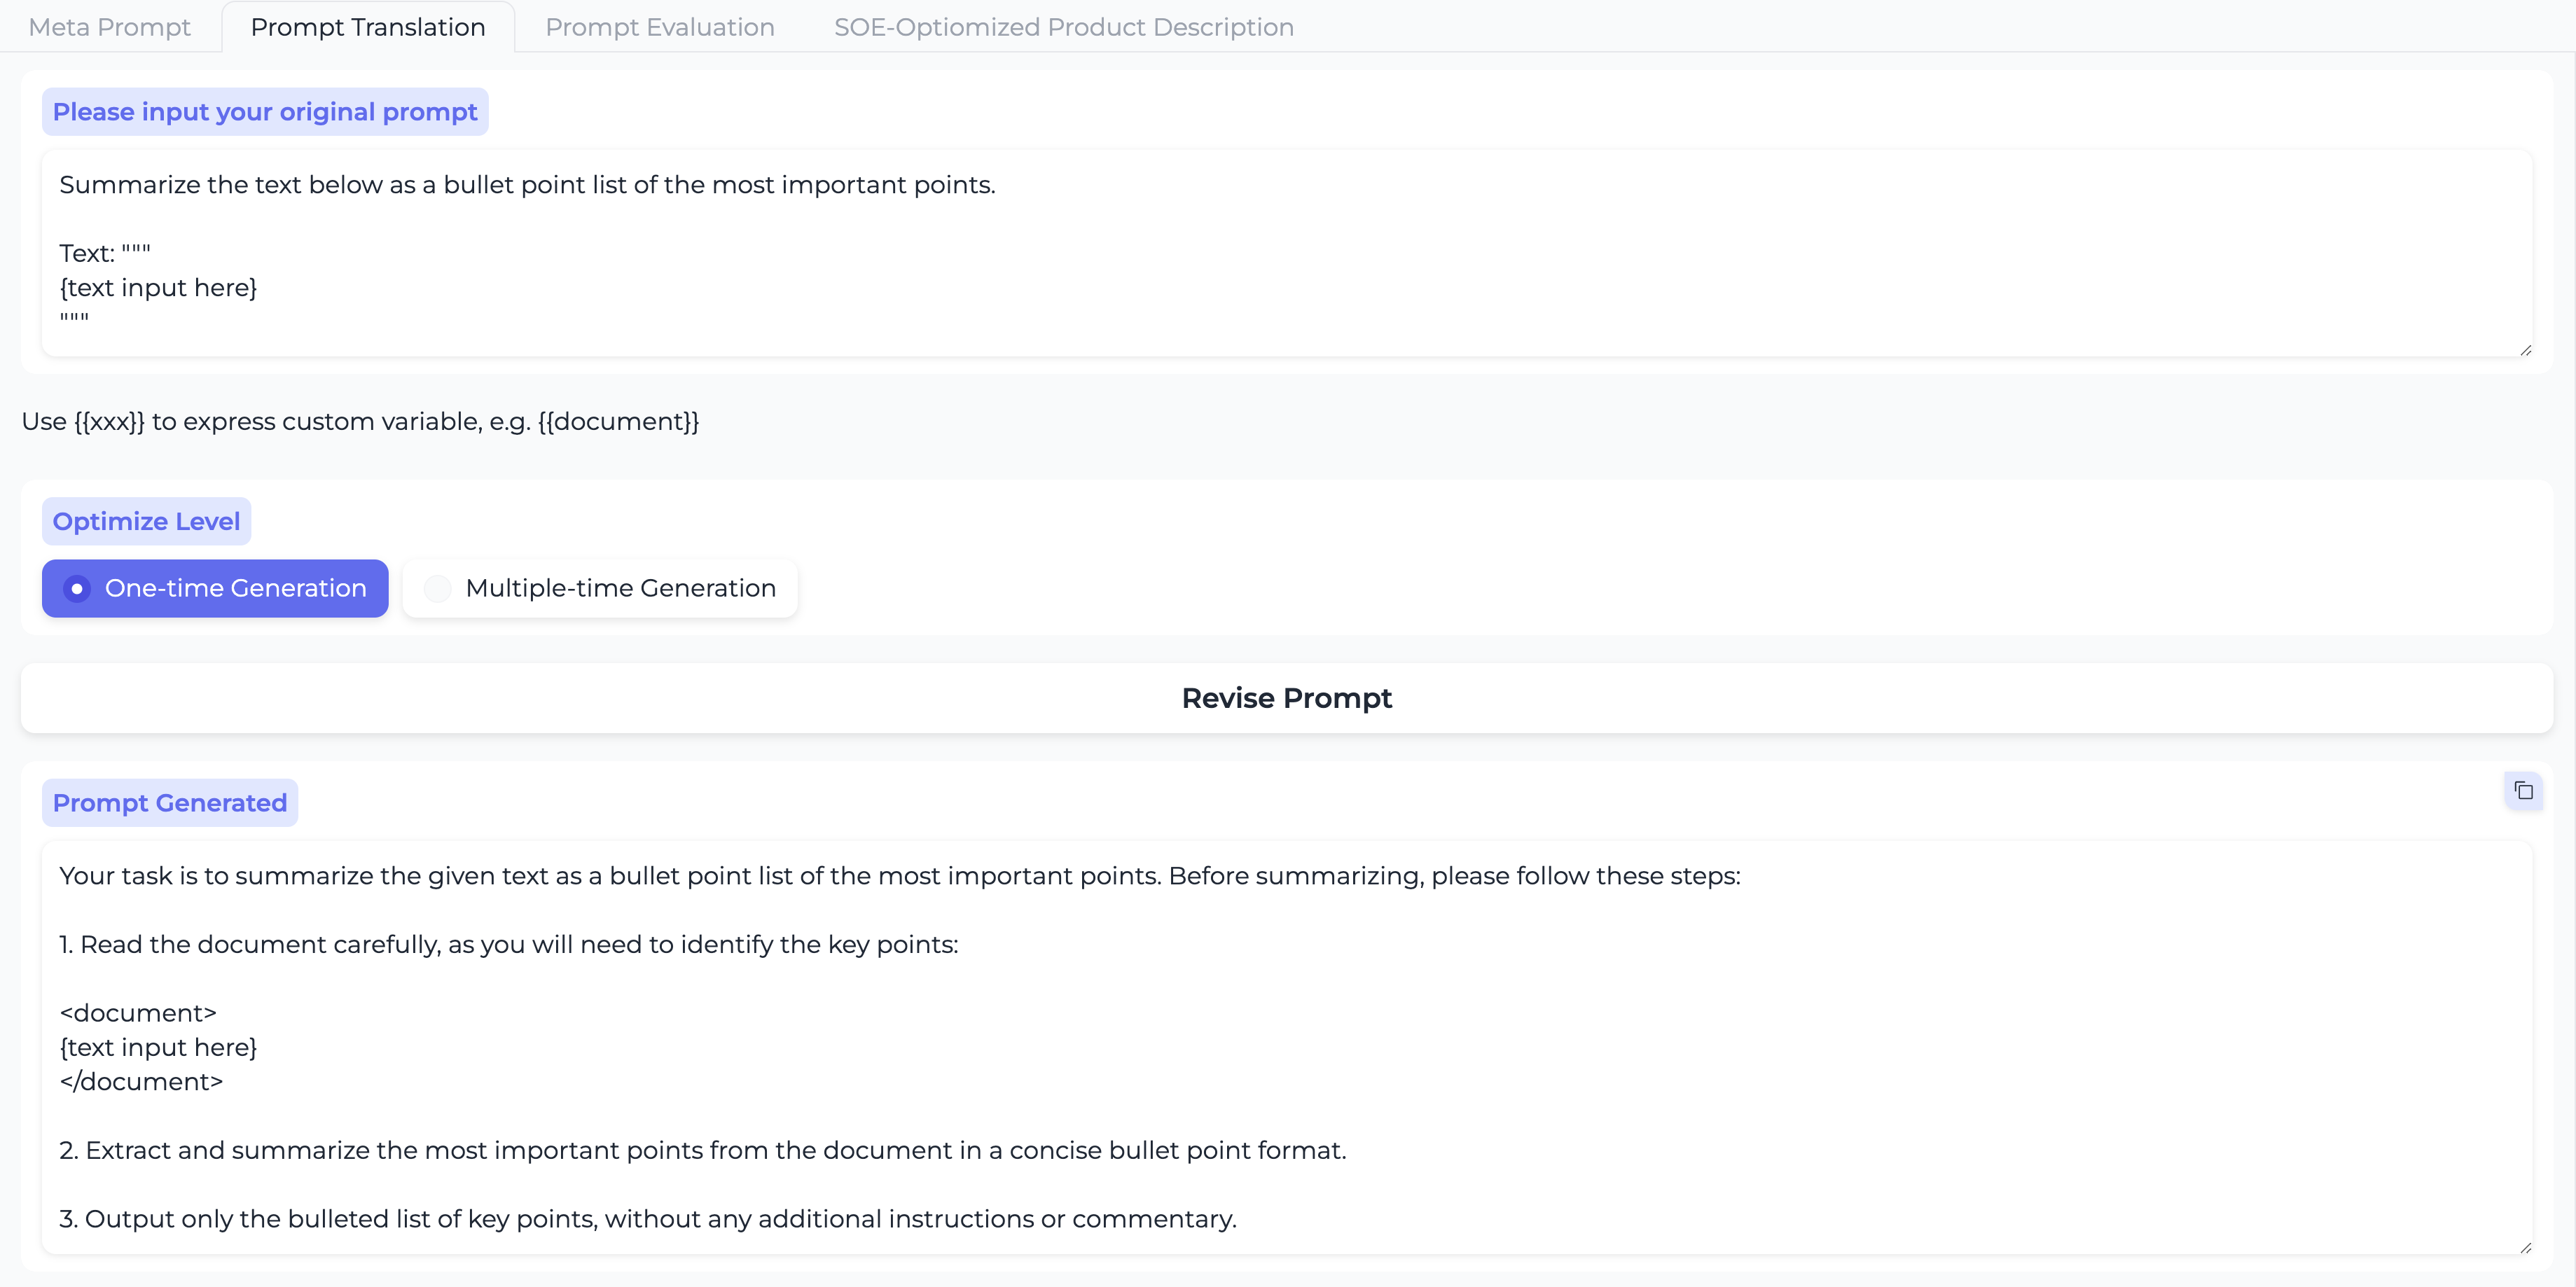 Meta Prompt
Prompt Translation
Prompt Evaluation
SOE-Optiomized Product Description
Please input your original prompt
Summarize the text below as a bullet point list of the most important points.
Text: """
{text input here}
"""
Use {{xxx}} to express custom variable, e.g. {{document}}
Optimize Level
One-time Generation
Multiple-time Generation
Revise Prompt
Prompt Generated
Your task is to summarize the given text as a bullet point list of the most important points. Before summarizing, please follow these steps:
1. Read the document carefully, as you will need to identify the key points:
<document>
{text input here}
</document>
2. Extract and summarize the most important points from the document in a concise bullet point format.
3. Output only the bulleted list of key points, without any additional instructions or commentary.